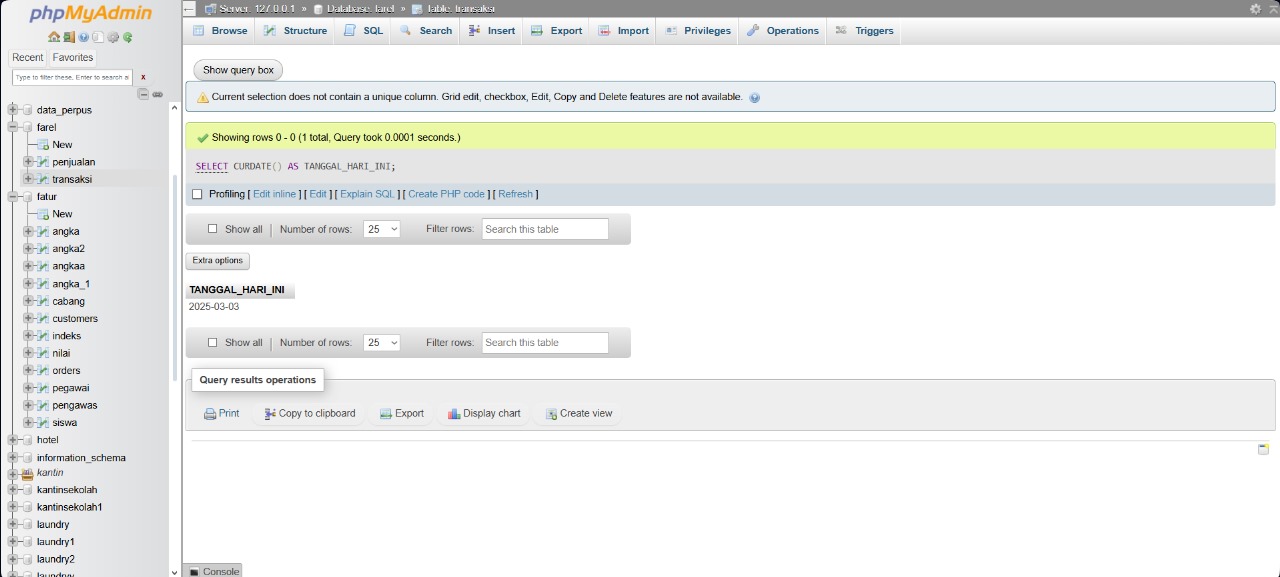 phpMyAdmin
Recent Favorites
Type to filter these, Enter to search al X
data_perpus
farel
New
penjualan
transaksi
fatur
New
angka
angka2
angkaa
angka_1
cabang
customers
indeks
nilai
orders
pegawai
pengawas
siswa
hotel
information_schema
kantin
kantinsekolah
kantinsekolah1
laundry
laundry1
laundry2
laundryy
Server: 127.0.0.1 » Database: farel » Table: transaksi
Browse Structure SQL Search Insert Export Import Privileges Operations Triggers
Show query box
Current selection does not contain a unique column. Grid edit, checkbox, Edit, Copy and Delete features are not available.
Showing rows 0 - 0 (1 total, Query took 0.0001 seconds.)
SELECT CURDATE() AS TANGGAL_HARI_INI;
Profiling [ Edit inline ] [ Edit ] [ Explain SQL ] [ Create PHP code ] [ Refresh ]
Show all | Number of rows: 25 Filter rows: Search this table
Extra options
TANGGAL_HARI_INI
2025-03-03
Show all | Number of rows: 25 Filter rows: Search this table
Query results operations
Print Copy to clipboard Export Display chart Create view
Console